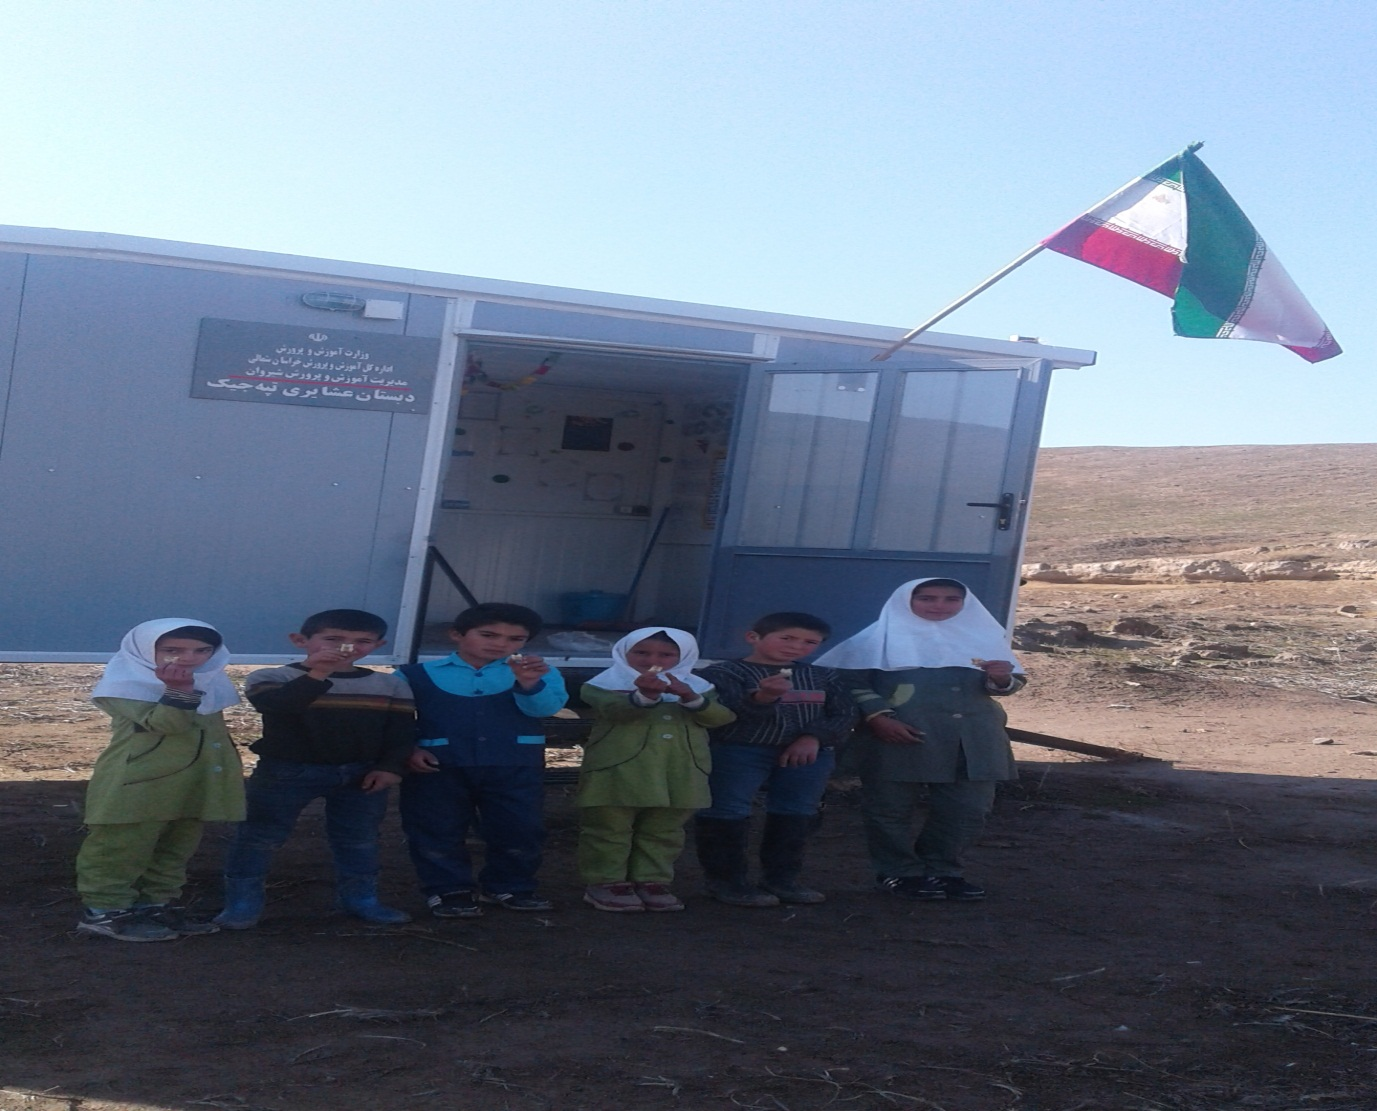 وزارت آموزش و پرورش
اداره کل آموزش و پرورش خراسان شمالی
مدیریت آموزش و پرورش شیروان
دبستان عشایری تپه جیک